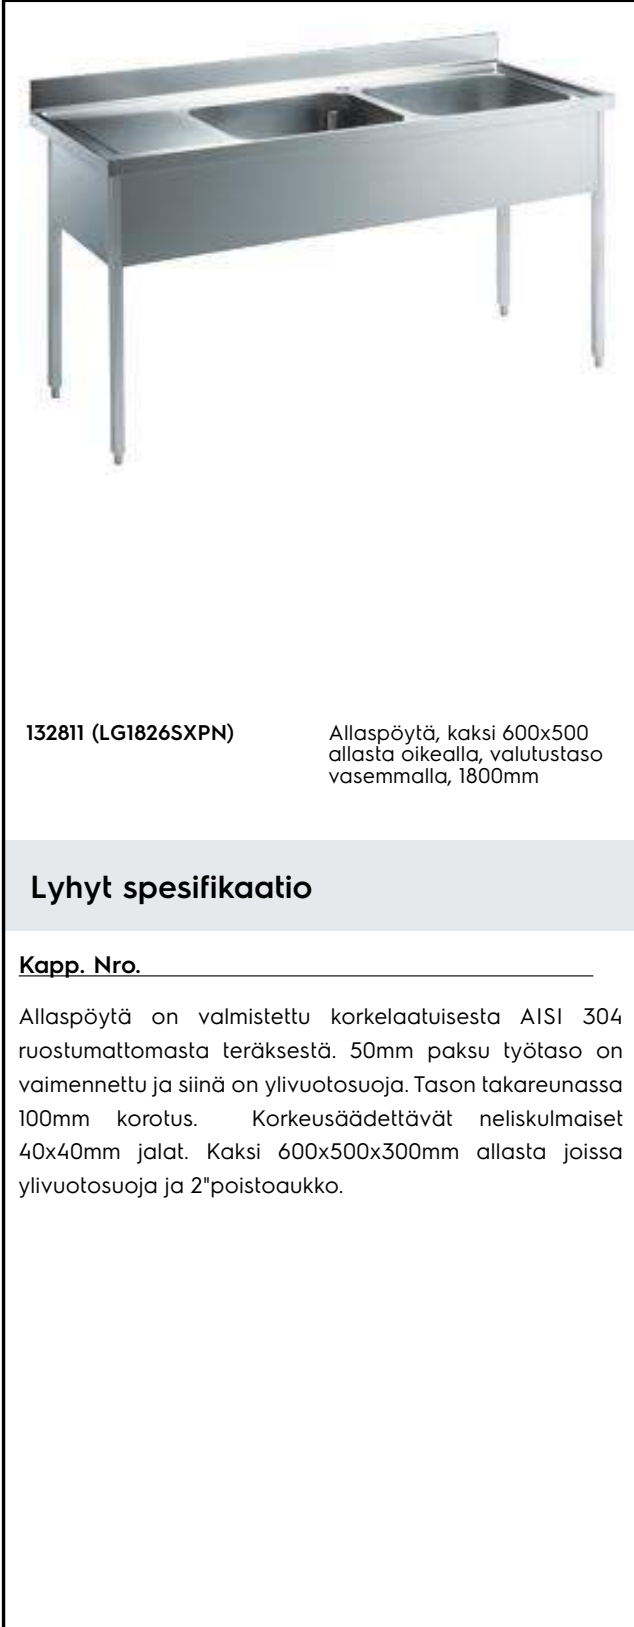 132811 (LG1826SXPN)
Allaspöytä, kaksi 600x500
allasta oikealla, valutustaso
vasemmalla, 1800mm
Lyhyt spesifikaatio
Kapp. Nro.
Allaspöytä on valmistettu korkelaatuisesta AISI 304
ruostumattomasta teräksestä. 50mm paksu työtaso on
vaimennettu ja siinä on ylivuotosuoja. Tason takareunassa
100mm korotus. Korkeusäädettävät neliskulmaiset
40x40mm jalat. Kaksi 600x500x300mm allasta joissa
ylivuotosuoja ja 2"poistoaukko.